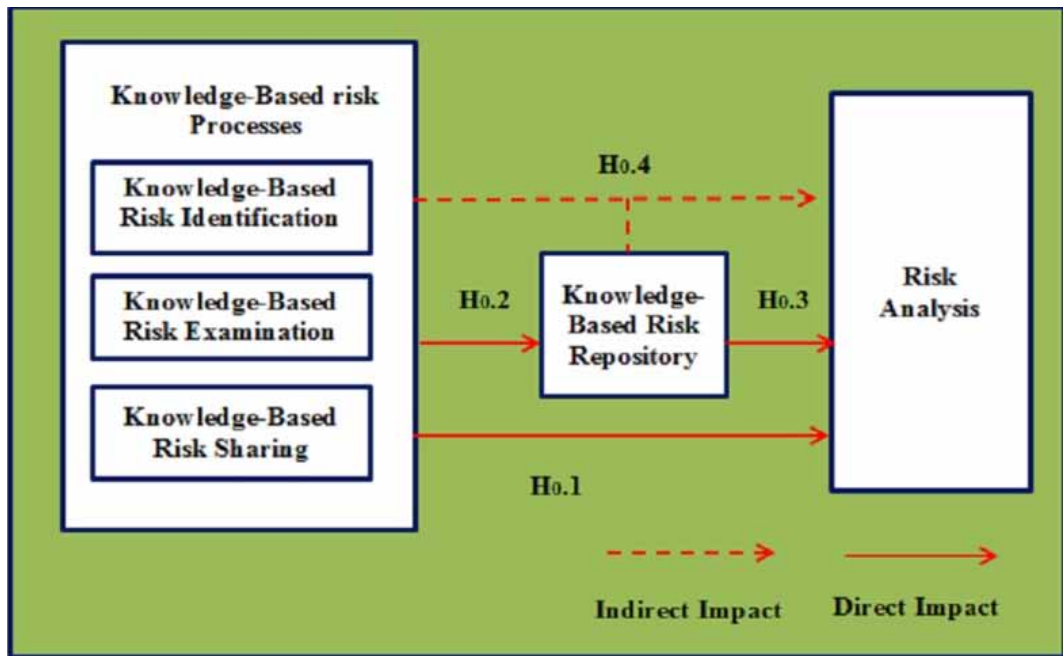 Knowledge-Based risk
Processes
Knowledge-Based
Risk Identification
Knowledge-Based
Risk Examination
Knowledge-Based
Risk Sharing
H0.4
H0.2
Knowledge-
Based Risk
Repository
H0.3
H0.1
Risk
Analysis
Indirect Impact
Direct Impact